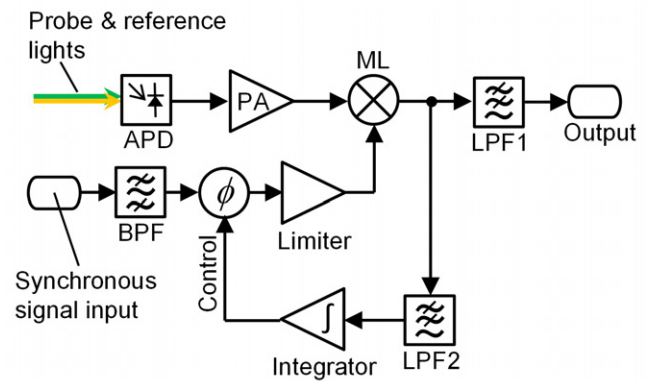 Probe & reference
lights
ML
PA
APD
LPF1
Output
ϕ
BPF
Limiter
Control
Synchronous
signal input
∫
Integrator
LPF2